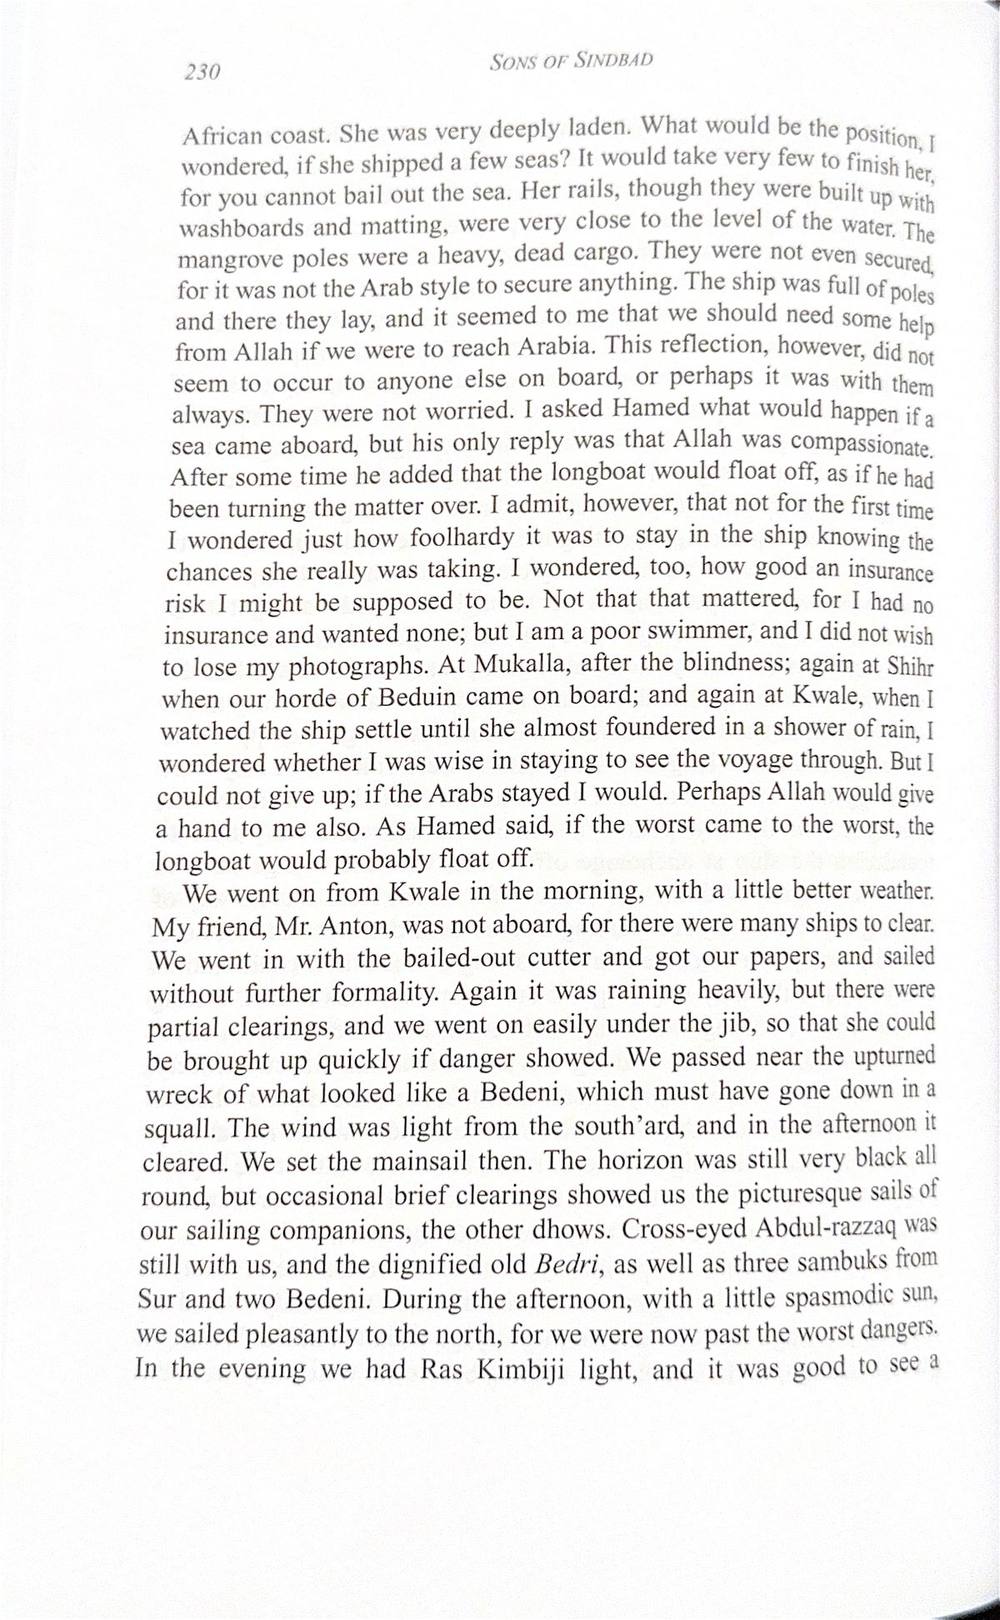 230
SONS OF SINDBAD
African coast. She was very deeply laden. What would be the position, I
wondered, if she shipped a few seas? It would take very few to finish her,
for you cannot bail out the sea. Her rails, though they were built up with
washboards and matting, were very close to the level of the water. The
mangrove poles were a heavy, dead cargo. They were not even secured,
for it was not the Arab style to secure anything. The ship was full of poles
and there they lay, and it seemed to me that we should need some help
from Allah if we were to reach Arabia. This reflection, however, did not
seem to occur to anyone else on board, or perhaps it was with them
always. They were not worried. I asked Hamed what would happen if a
sea came aboard, but his only reply was that Allah was compassionate.
After some time he added that the longboat would float off, as if he had
been turning the matter over. I admit, however, that not for the first time
I wondered just how foolhardy it was to stay in the ship knowing the
chances she really was taking. I wondered, too, how good an insurance
risk I might be supposed to be. Not that that mattered, for I had no
insurance and wanted none; but I am a poor swimmer, and I did not wish
to lose my photographs. At Mukalla, after the blindness; again at Shihr
when our horde of Beduin came on board; and again at Kwale, when I
watched the ship settle until she almost foundered in a shower of rain, I
wondered whether I was wise in staying to see the voyage through. But I
could not give up; if the Arabs stayed I would. Perhaps Allah would give
a hand to me also. As Hamed said, if the worst came to the worst, the
longboat would probably float off.
We went on from Kwale in the morning, with a little better weather.
My friend, Mr. Anton, was not aboard, for there were many ships to clear.
We went in with the bailed-out cutter and got our papers, and sailed
without further formality. Again it was raining heavily, but there were
partial clearings, and we went on easily under the jib, so that she could
be brought up quickly if danger showed. We passed near the upturned
wreck of what looked like a Bedeni, which must have gone down in a
squall. The wind was light from the south'ard, and in the afternoon it
cleared. We set the mainsail then. The horizon was still very black all
round, but occasional brief clearings showed us the picturesque sails of
our sailing companions, the other dhows. Cross-eyed Abdul-razzaq was
still with us, and the dignified old Bedri, as well as three sambuks from
Sur and two Bedeni. During the afternoon, with a little spasmodic sun,
we sailed pleasantly to the north, for we were now past the worst dangers.
In the evening we had Ras Kimbiji light, and it was good to see a